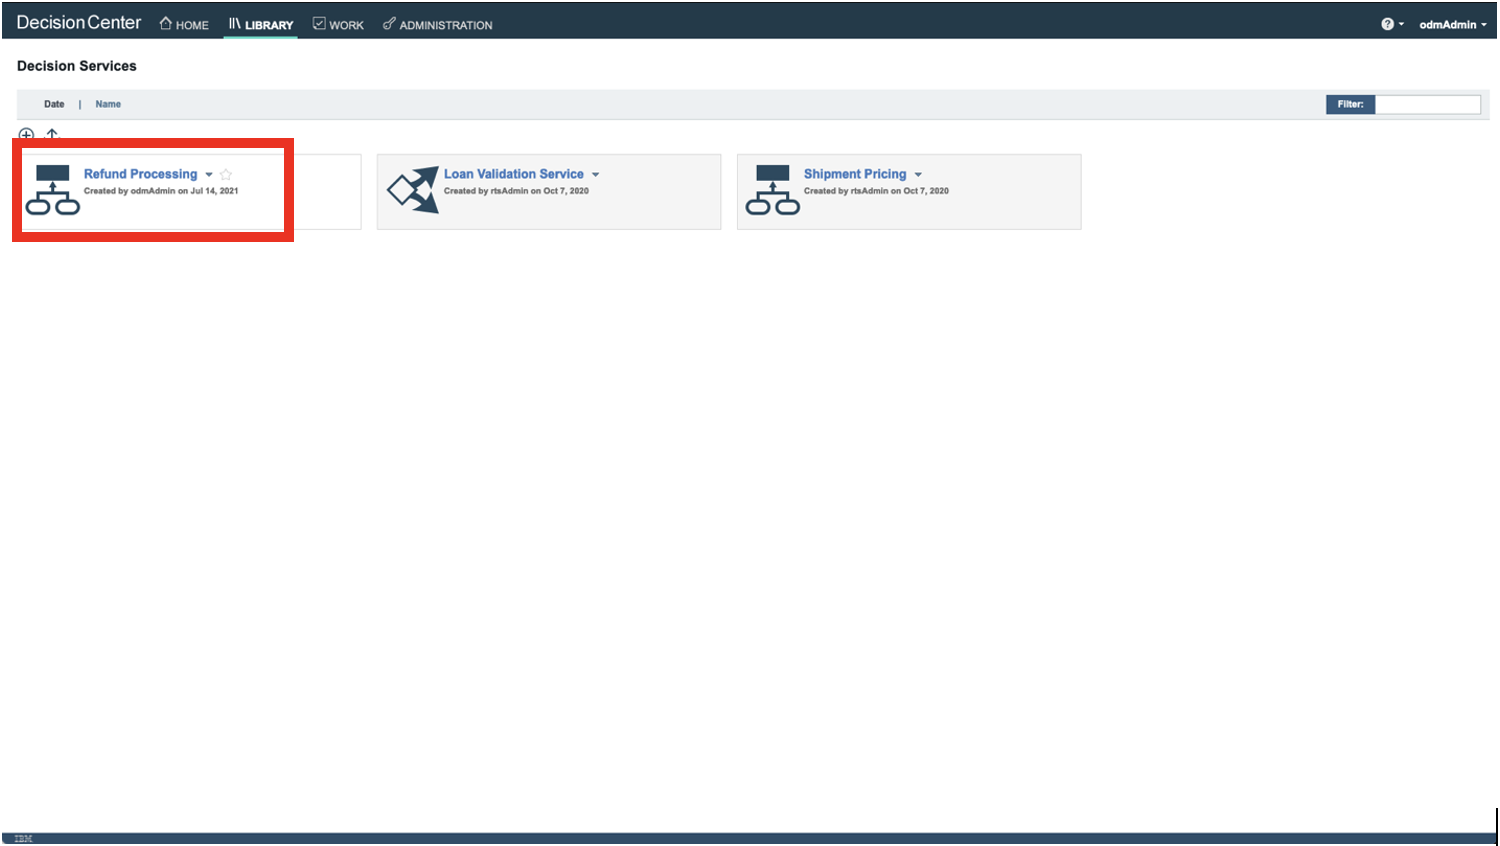 Decision Center HOME LIBRARY WORK ADMINISTRATION ? odmAdmin
Decision Services
Date | Name Filter:
Refund Processing
Created by odmAdmin on Jul 14, 2021
Loan Validation Service
Created by rtsAdmin on Oct 7, 2020
Shipment Pricing
Created by rtsAdmin on Oct 7, 2020
IBM